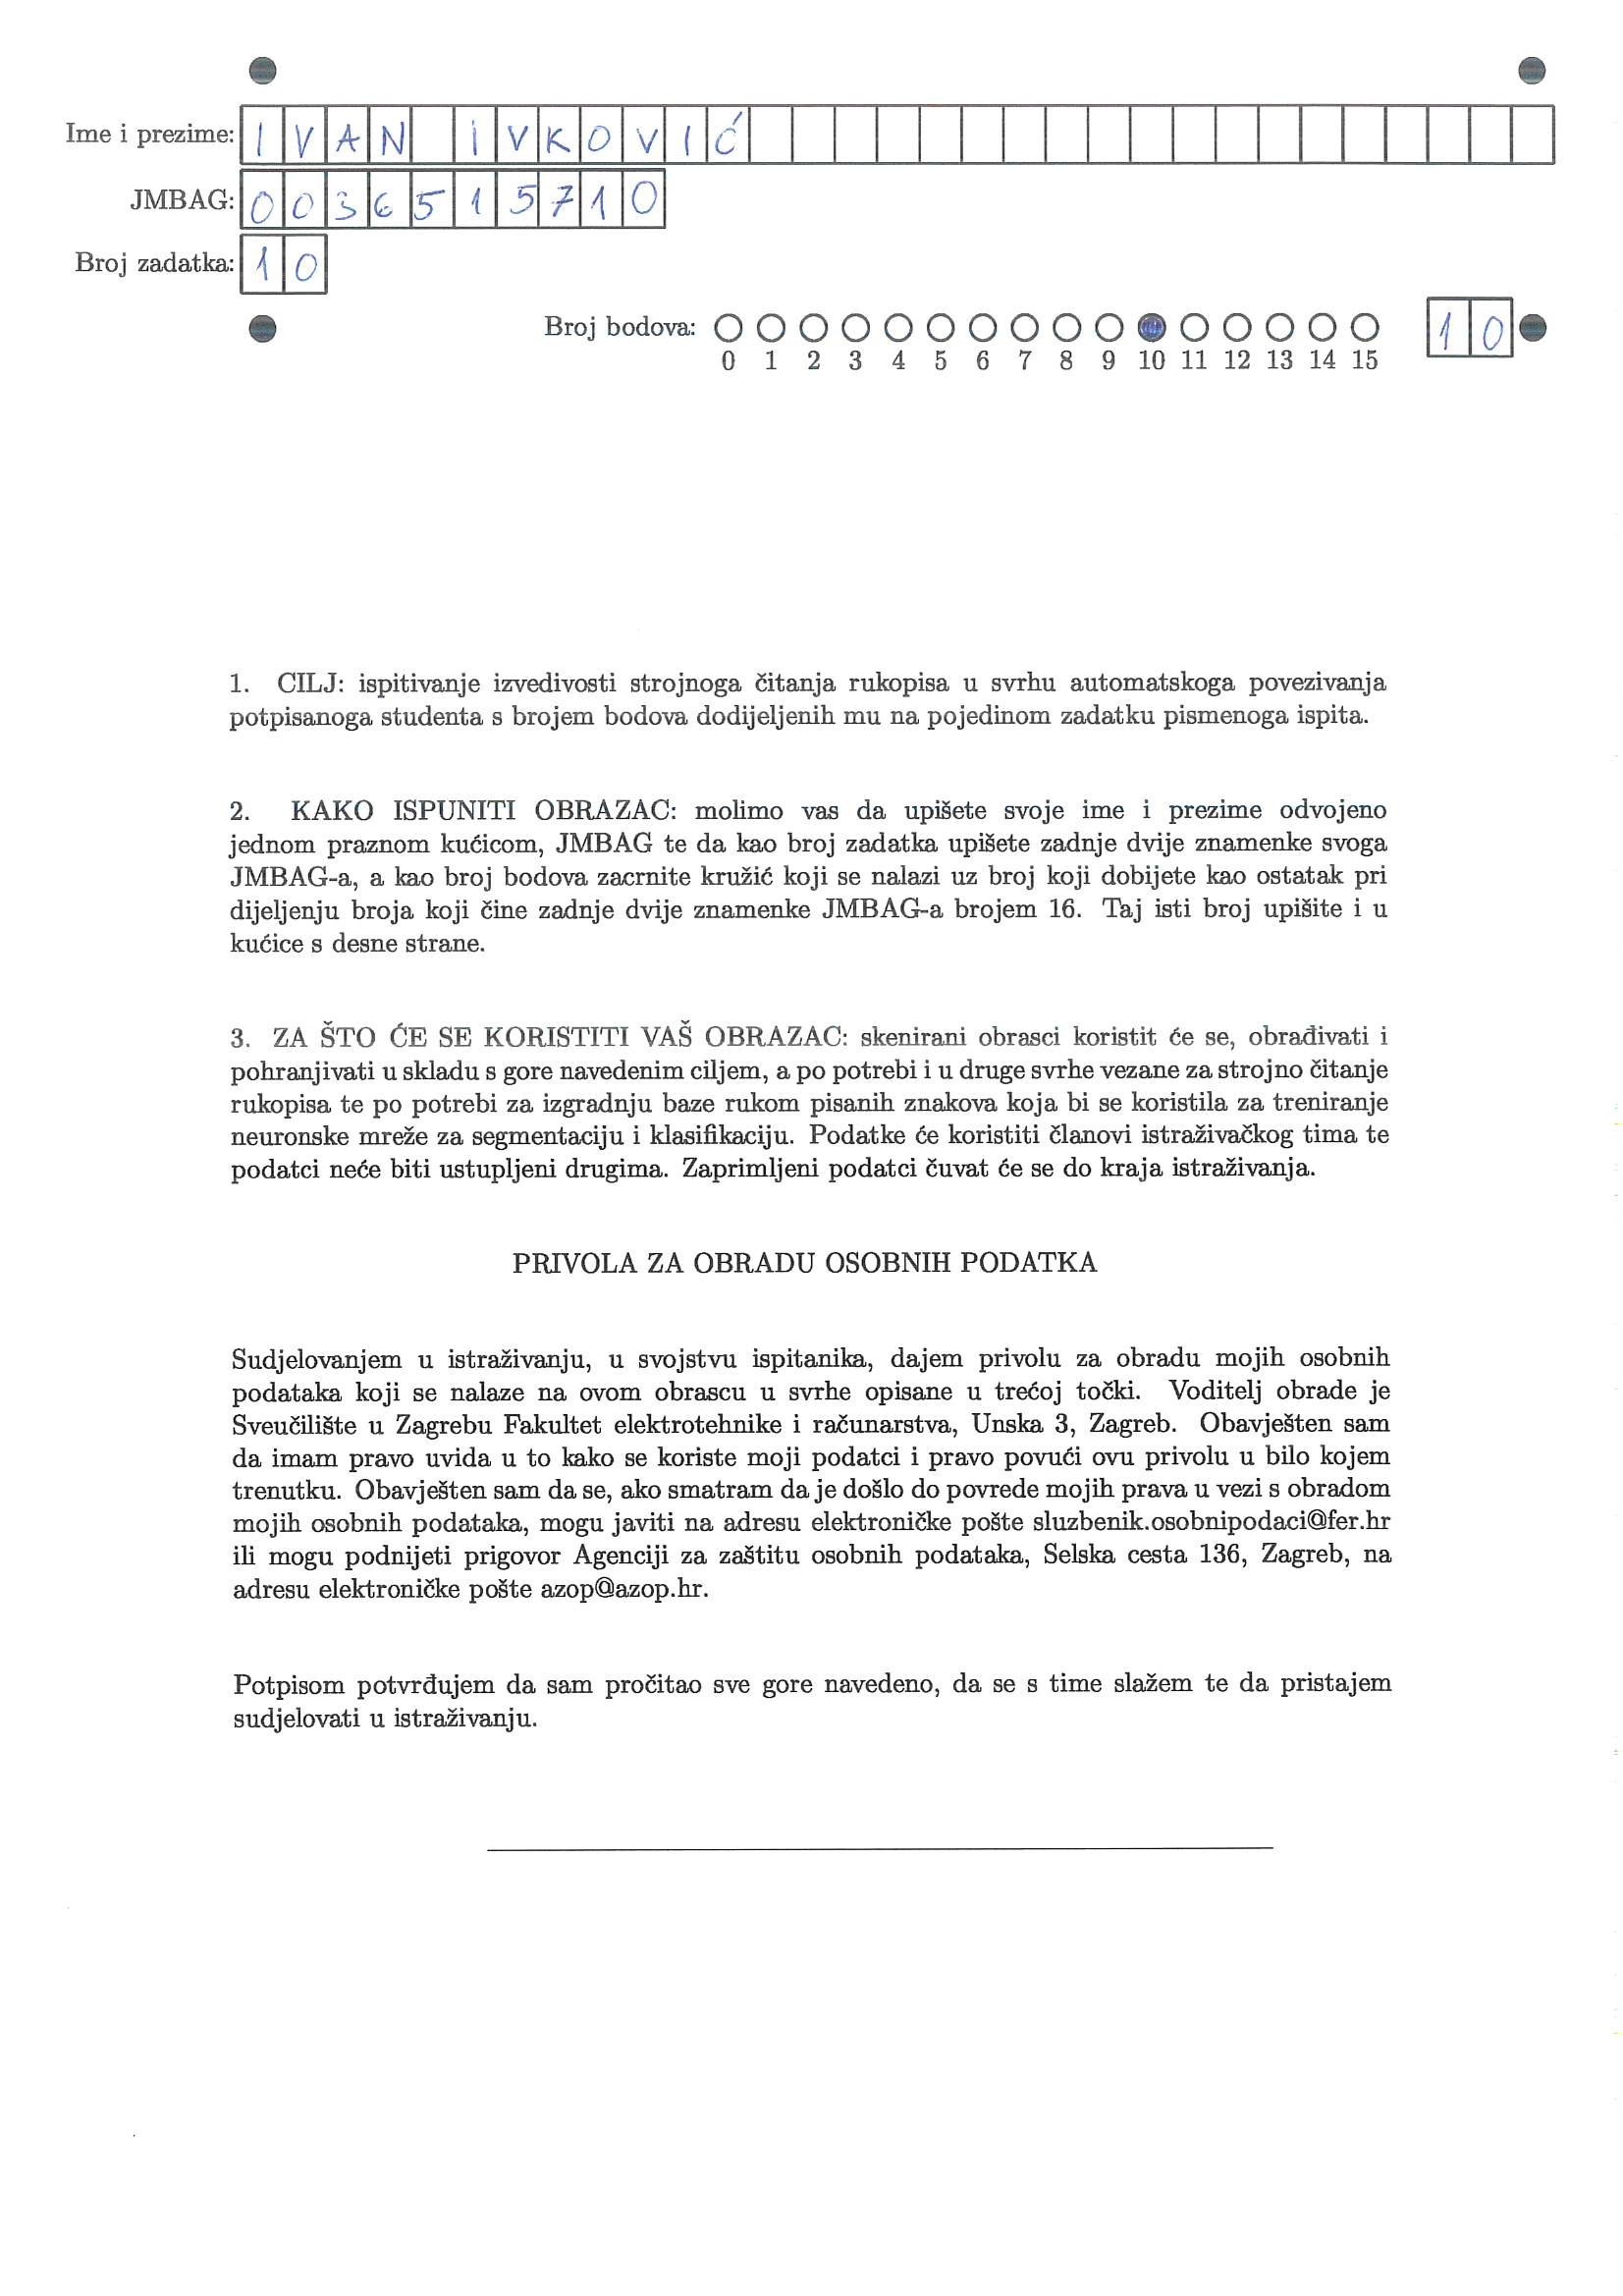 Ime i prezime: IVAN IVKOVIĆ
JMBAG: 0036515710
Broj zadatka: 10
Broj bodova: 10
0 1 2 3 4 5 6 7 8 9 10 11 12 13 14 15
1. CILJ: ispitivanje izvedivosti strojnoga čitanja rukopisa u svrhu automatskoga povezivanja
potpisanoga studenta s brojem bodova dodijeljenih mu na pojedinom zadatku pismenoga ispita.
2. KAKO ISPUNITI OBRAZAC: molimo vas da upišete svoje ime i prezime odvojeno
jednom praznom kućicom, JMBAG te da kao broj zadatka upišete zadnje dvije znamenke svoga
JMBAG-a, a kao broj bodova zacrnite kružić koji se nalazi uz broj koji dobijete kao ostatak pri
dijeljenju broja koji čine zadnje dvije znamenke JMBAG-a brojem 16. Taj isti broj upišite i u
kućice s desne strane.
3. ZA ŠTO ĆE SE KORISTITI VAŠ OBRAZAC: skenirani obrasci koristit će se, obrađivati i
pohranjivati u skladu s gore navedenim ciljem, a po potrebi i u druge svrhe vezane za strojno čitanje
rukopisa te po potrebi za izgradnju baze rukom pisanih znakova koja bi se koristila za treniranje
neuronske mreže za segmentaciju i klasifikaciju. Podatke će koristiti članovi istraživačkog tima te
podatci neće biti ustupljeni drugima. Zaprimljeni podatci čuvat će se do kraja istraživanja.
PRIVOLA ZA OBRADU OSOBNIH PODATKA
Sudjelovanjem u istraživanju, u svojstvu ispitanika, dajem privolu za obradu mojih osobnih
podataka koji se nalaze na ovom obrascu u svrhe opisane u trećoj točki. Voditelj obrade je
Sveučilište u Zagrebu Fakultet elektrotehnike i računarstva, Unska 3, Zagreb. Obavješten sam
da imam pravo uvida u to kako se koriste moji podatci i pravo povući ovu privolu u bilo kojem
trenutku. Obavješten sam da se, ako smatram da je došlo do povrede mojih prava u vezi s obradom
mojih osobnih podataka, mogu javiti na adresu elektroničke pošte sluzbenik.osobnipodaci@fer.hr
ili mogu podnijeti prigovor Agenciji za zaštitu osobnih podataka, Selska cesta 136, Zagreb, na
adresu elektroničke pošte azop@azop.hr.
Potpisom potvrđujem da sam pročitao sve gore navedeno, da se s time slažem te da pristajem
sudjelovati u istraživanju.